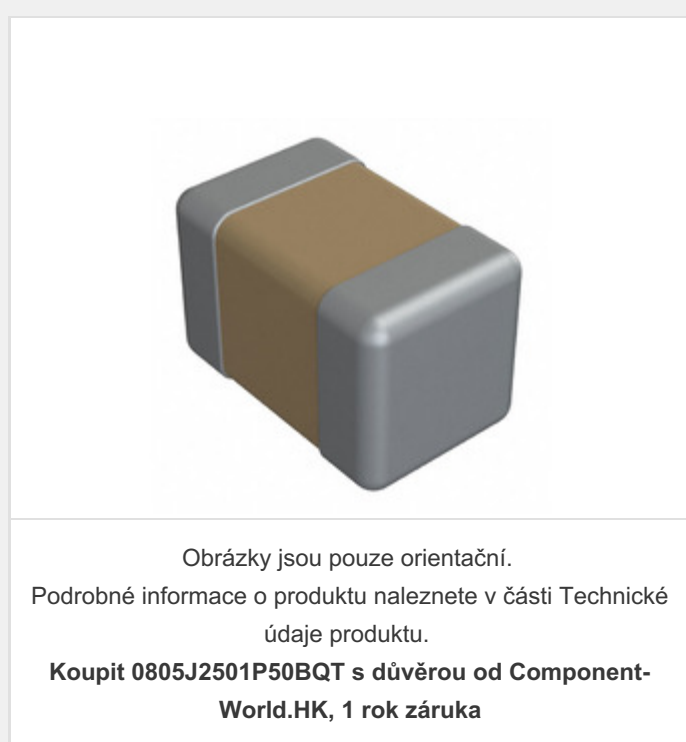 Obrázky jsou pouze orientační.
Podrobné informace o produktu naleznete v části Technické
údaje produktu.
Koupit 0805J2501P50BQT s důvěrou od Component-
World.HK, 1 rok záruka